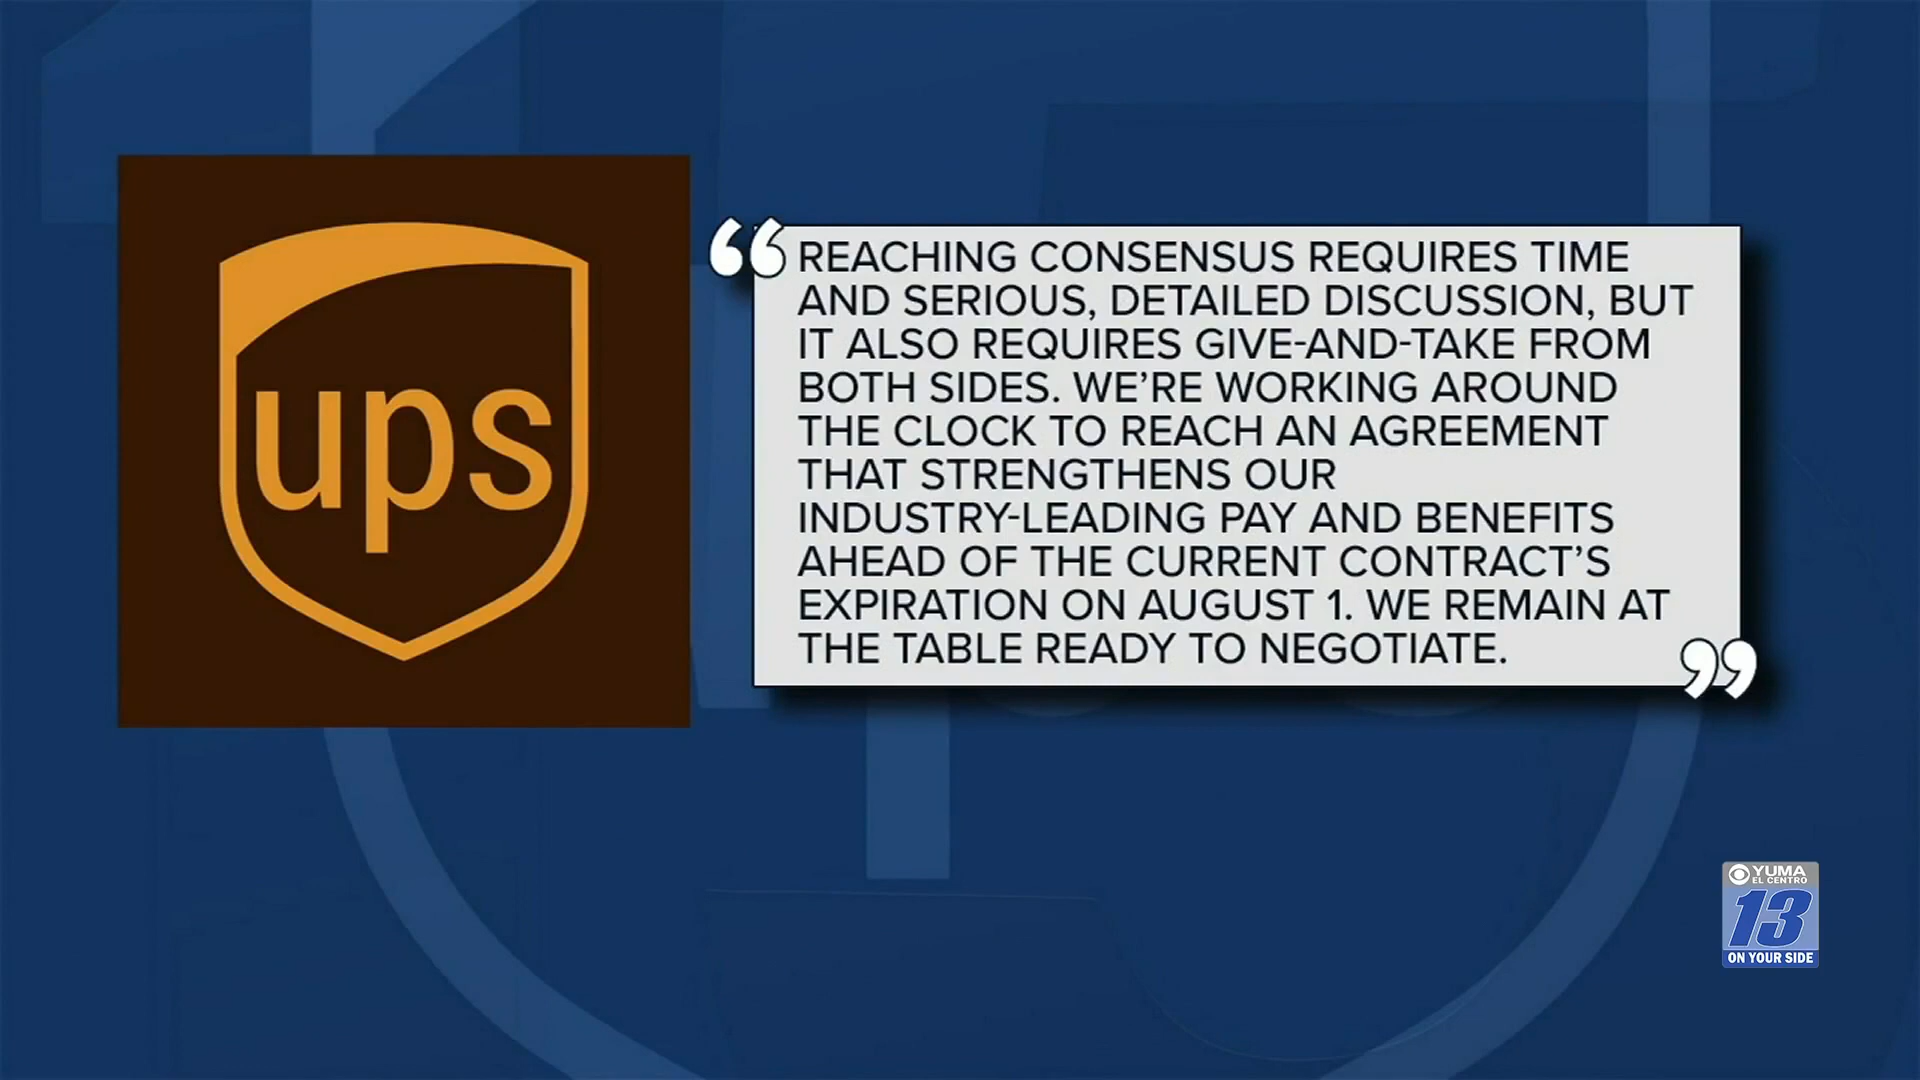 ups
“REACHING CONSENSUS REQUIRES TIME
AND SERIOUS, DETAILED DISCUSSION, BUT
IT ALSO REQUIRES GIVE-AND-TAKE FROM
BOTH SIDES. WE’RE WORKING AROUND
THE CLOCK TO REACH AN AGREEMENT
THAT STRENGTHENS OUR
INDUSTRY-LEADING PAY AND BENEFITS
AHEAD OF THE CURRENT CONTRACT’S
EXPIRATION ON AUGUST 1. WE REMAIN AT
THE TABLE READY TO NEGOTIATE.”
YUMA
EL CENTRO
13
ON YOUR SIDE